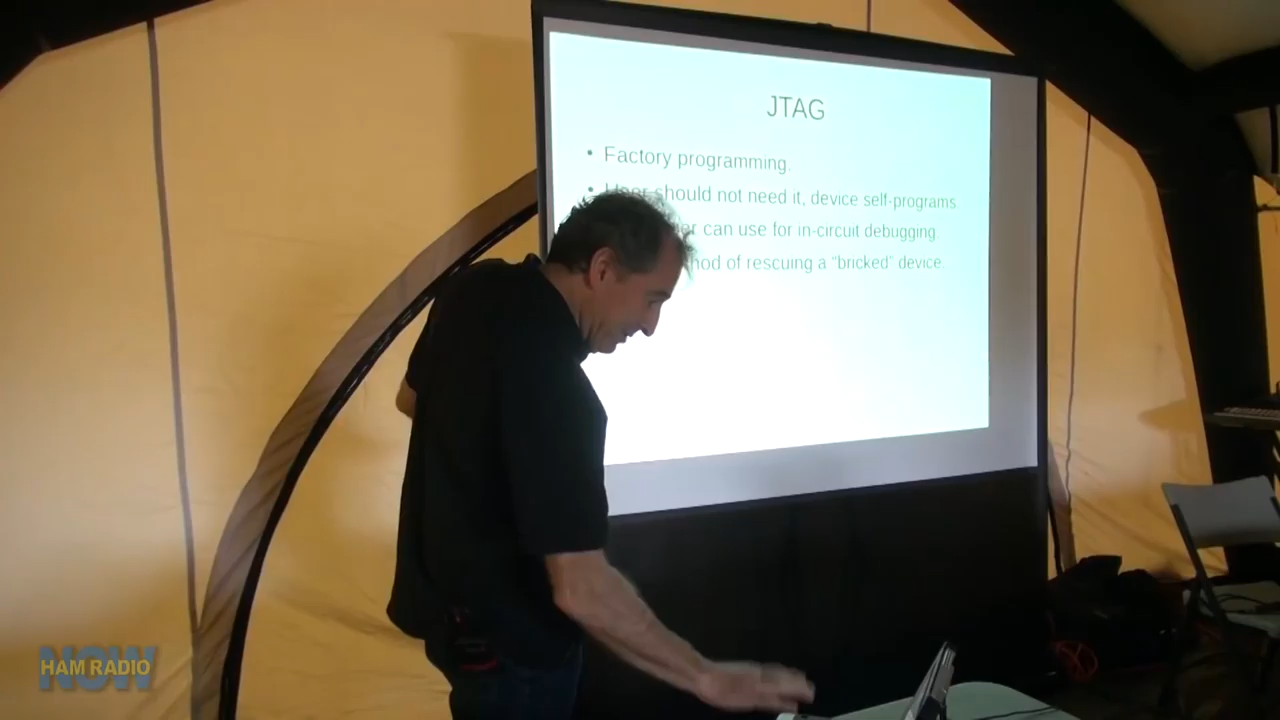 JTAG
• Factory programming.
• User should not need it, device self-programs
can use for in-circuit debugging.
of rescuing a "bricked" device.
NOW
HAM RADIO